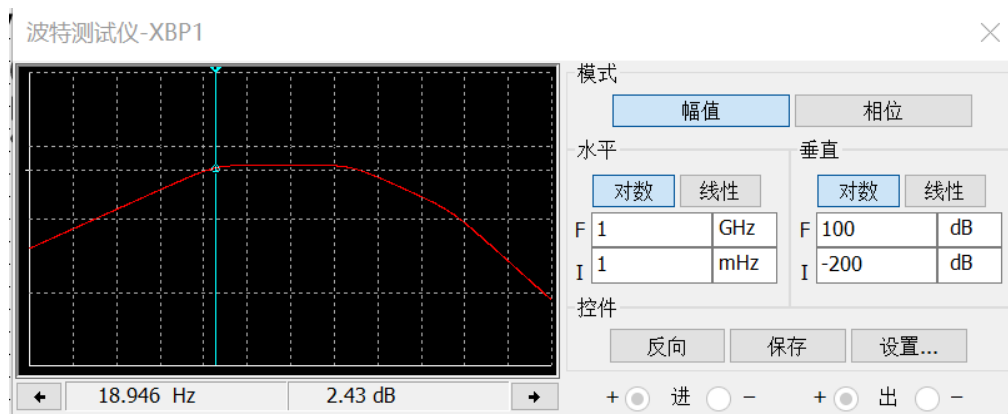 波特测试仪-XBP1
模式
幅值 相位
水平 垂直
对数 线性 对数 线性
F 1 GHz F 100 dB
I 1 mHz I -200 dB
控件
反向 保存 设置...
18.946 Hz 2.43 dB + 进 - + 出 -